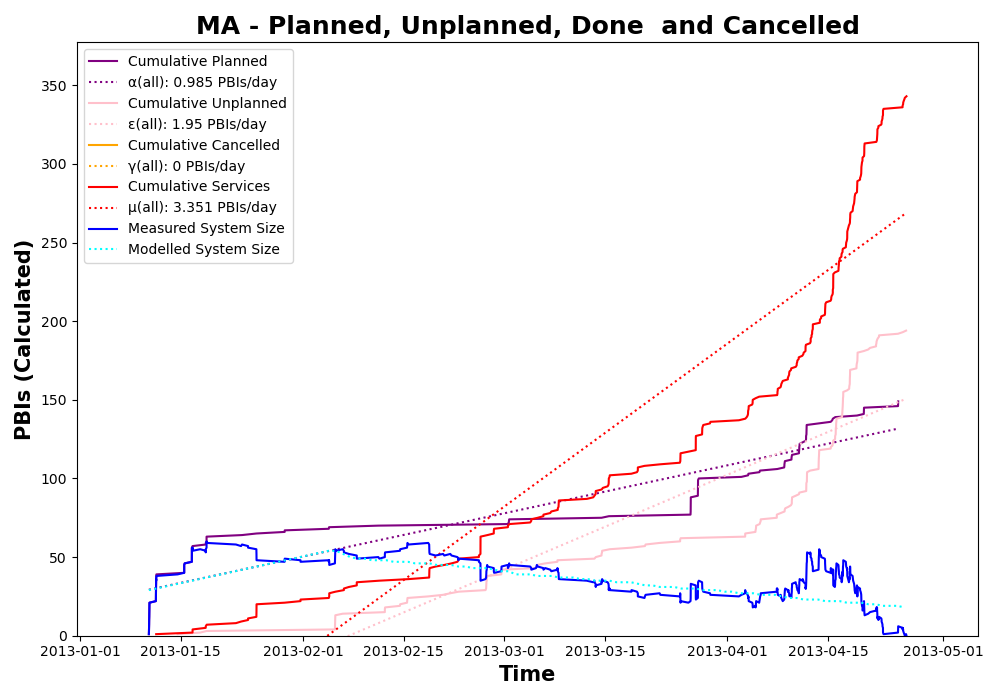 MA - Planned, Unplanned, Done  and Cancelled
Cumulative Planned
α(all): 0.985 PBIs/day
Cumulative Unplanned
ε(all): 1.95 PBIs/day
Cumulative Cancelled
γ(all): 0 PBIs/day
Cumulative Services
μ(all): 3.351 PBIs/day
Measured System Size
Modelled System Size
PBIs (Calculated)
350
300
250
200
150
100
50
0
2013-01-01 2013-01-15 2013-02-01 2013-02-15 2013-03-01 2013-03-15 2013-04-01 2013-04-15 2013-05-01
Time